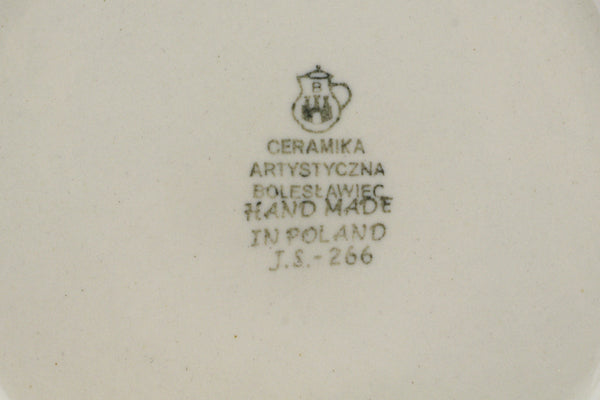 B
CERAMIKA
ARTYSTYCZNA
BOLESŁAWIEC
HAND MADE
IN POLAND
J.S.-266